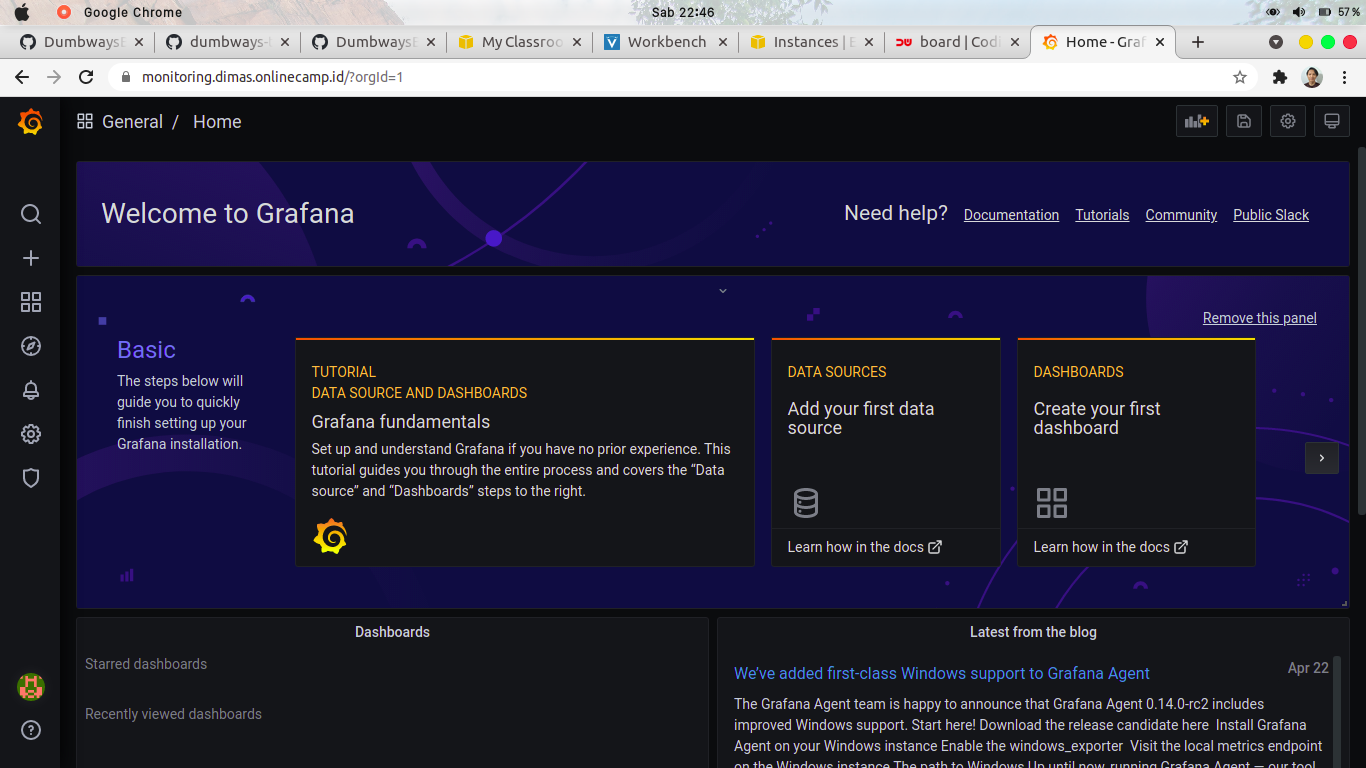 Google Chrome
Sab 22:46
57 %
DumbwaysE
dumbways-
DumbwaysE
My Classroo
Workbench
Instances | E
board | Codi
Home - Graf
monitoring.dimas.onlinecamp.id/?orgId=1
General / Home
Welcome to Grafana
Need help? Documentation Tutorials Community Public Slack
Remove this panel
Basic
The steps below will
guide you to quickly
finish setting up your
Grafana installation.
TUTORIAL
DATA SOURCE AND DASHBOARDS
Grafana fundamentals
Set up and understand Grafana if you have no prior experience. This
tutorial guides you through the entire process and covers the “Data
source” and “Dashboards” steps to the right.
DATA SOURCES
Add your first data
source
Learn how in the docs
DASHBOARDS
Create your first
dashboard
Learn how in the docs
Dashboards
Starred dashboards
Recently viewed dashboards
Latest from the blog
We've added first-class Windows support to Grafana Agent
Apr 22
The Grafana Agent team is happy to announce that Grafana Agent 0.14.0-rc2 includes
improved Windows support. Start here! Download the release candidate here Install Grafana
Agent on your Windows instance Enable the windows_exporter Visit the local metrics endpoint
on the Windows instance The path to Windows Up until now, running Grafana Agent — our tool